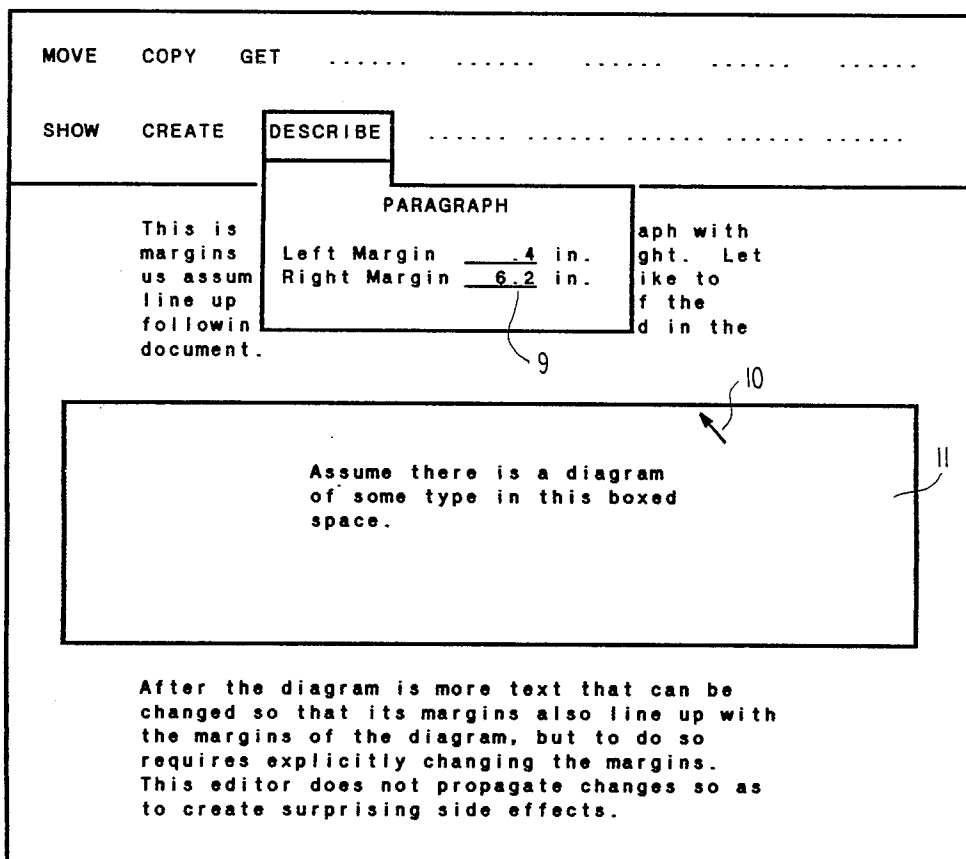 MOVE COPY GET ...... ...... ...... ...... ......
SHOW CREATE DESCRIBE ...... ...... ...... ...... ......
PARAGRAPH
This is aph with
margins Left Margin .4 in. ght. Let
us assum Right Margin 6.2 in. ike to
line up f the
followin d in the
document.
9
10
Assume there is a diagram
of some type in this boxed
space.
11
After the diagram is more text that can be
changed so that its margins also line up with
the margins of the diagram, but to do so
requires explicitly changing the margins.
This editor does not propagate changes so as
to create surprising side effects.